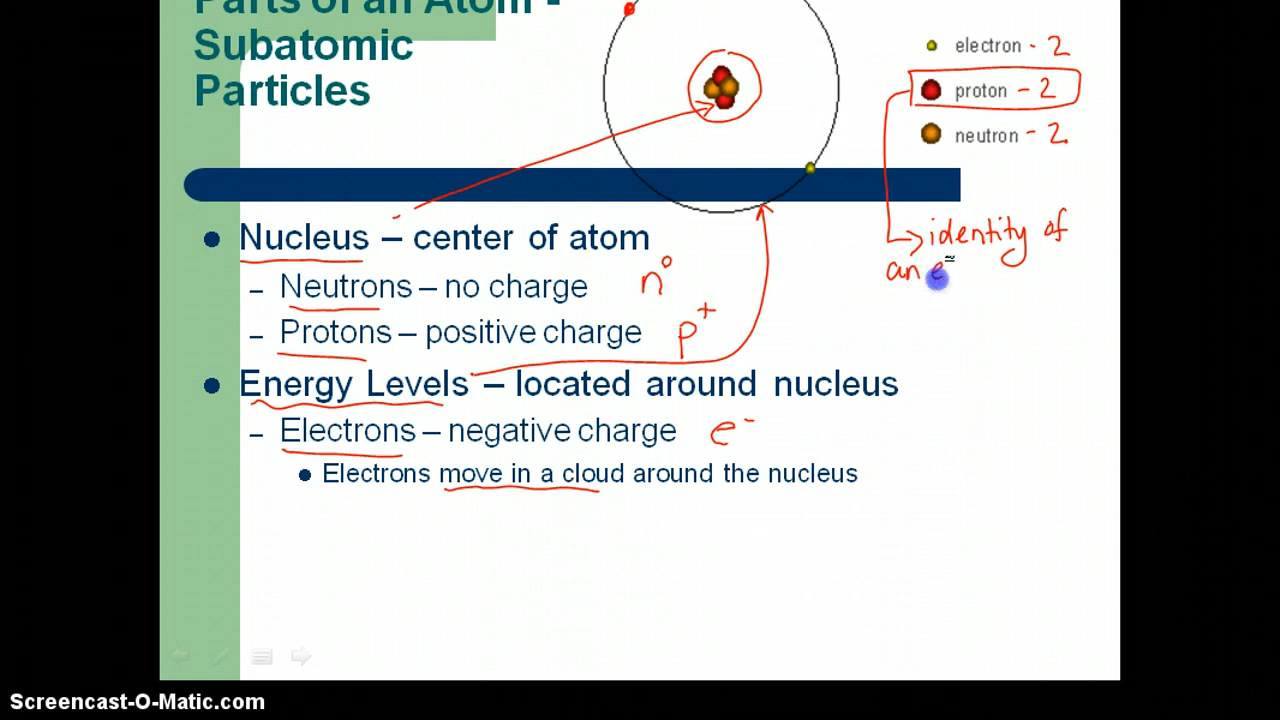 Parts of an Atom -
Subatomic
Particles
electron - 2
proton - 2
neutron - 2.
identity of
an e
Nucleus – center of atom
– Neutrons – no charge n⁰
– Protons – positive charge p⁺
Energy Levels – located around nucleus
– Electrons – negative charge e⁻
Electrons move in a cloud around the nucleus
Screencast-O-Matic.com